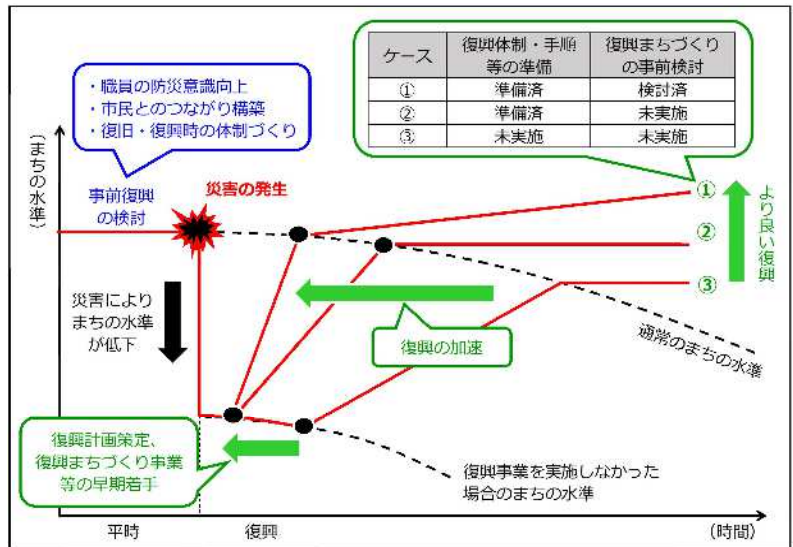 ケース
復興体制・手順
等の準備
復興まちづくり
の事前検討
① 準備済 検討済
② 準備済 未実施
③ 未実施 未実施
・職員の防災意識向上
・市民とのつながり構築
・復旧・復興時の体制づくり
(まちの水準)
事前復興
の検討
災害の発生
①
②
③
より良い復興
災害により
まちの水準
が低下
復興の加速
通常のまちの水準
復興計画策定、
復興まちづくり事業
等の早期着手
復興事業を実施しなかった
場合のまちの水準
平時
復興
(時間)